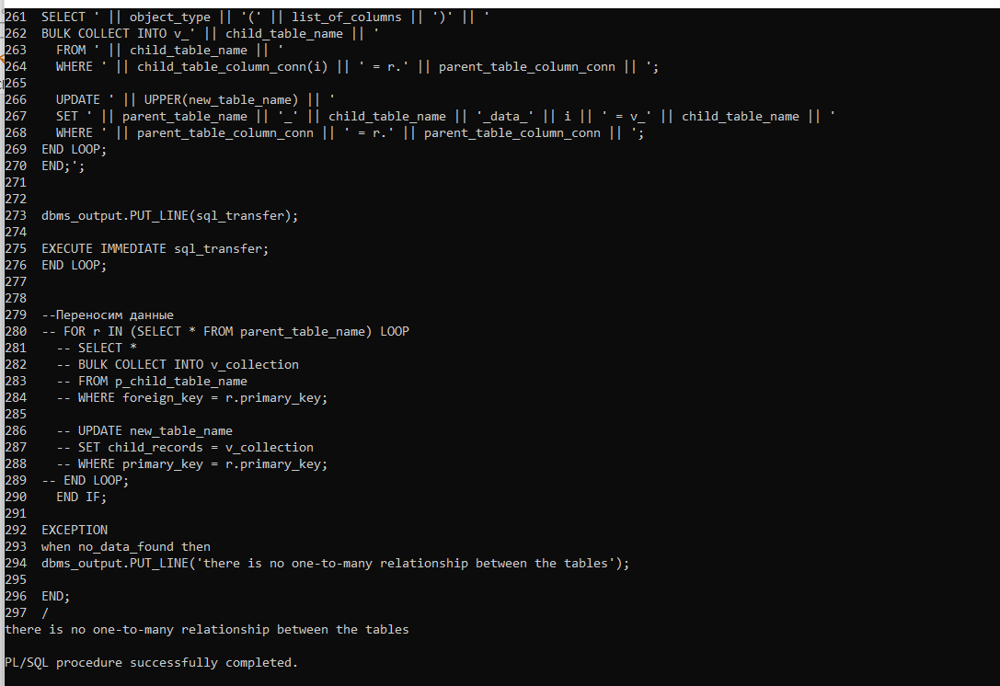 261 SELECT ' || object_type || '(' || list_of_columns || ')' || '
262 BULK COLLECT INTO v_' || child_table_name || '
263 FROM ' || child_table_name || '
264 WHERE ' || child_table_column_conn(i) || ' = r.' || parent_table_column_conn || ';
265
266 UPDATE ' || UPPER(new_table_name) || '
267 SET ' || parent_table_name || '_' || child_table_name || '_data_' || i || ' = v_' || child_table_name || '
268 WHERE ' || parent_table_column_conn || ' = r.' || parent_table_column_conn || ';
269 END LOOP;
270 END;';
271
272
273 dbms_output.PUT_LINE(sql_transfer);
274
275 EXECUTE IMMEDIATE sql_transfer;
276 END LOOP;
277
278
279 --Переносим данные
280 -- FOR r IN (SELECT * FROM parent_table_name) LOOP
281 -- SELECT *
282 -- BULK COLLECT INTO v_collection
283 -- FROM p_child_table_name
284 -- WHERE foreign_key = r.primary_key;
285
286 -- UPDATE new_table_name
287 -- SET child_records = v_collection
288 -- WHERE primary_key = r.primary_key;
289 -- END LOOP;
290 END IF;
291
292 EXCEPTION
293 when no_data_found then
294 dbms_output.PUT_LINE('there is no one-to-many relationship between the tables');
295
296 END;
297 /
there is no one-to-many relationship between the tables
PL/SQL procedure successfully completed.